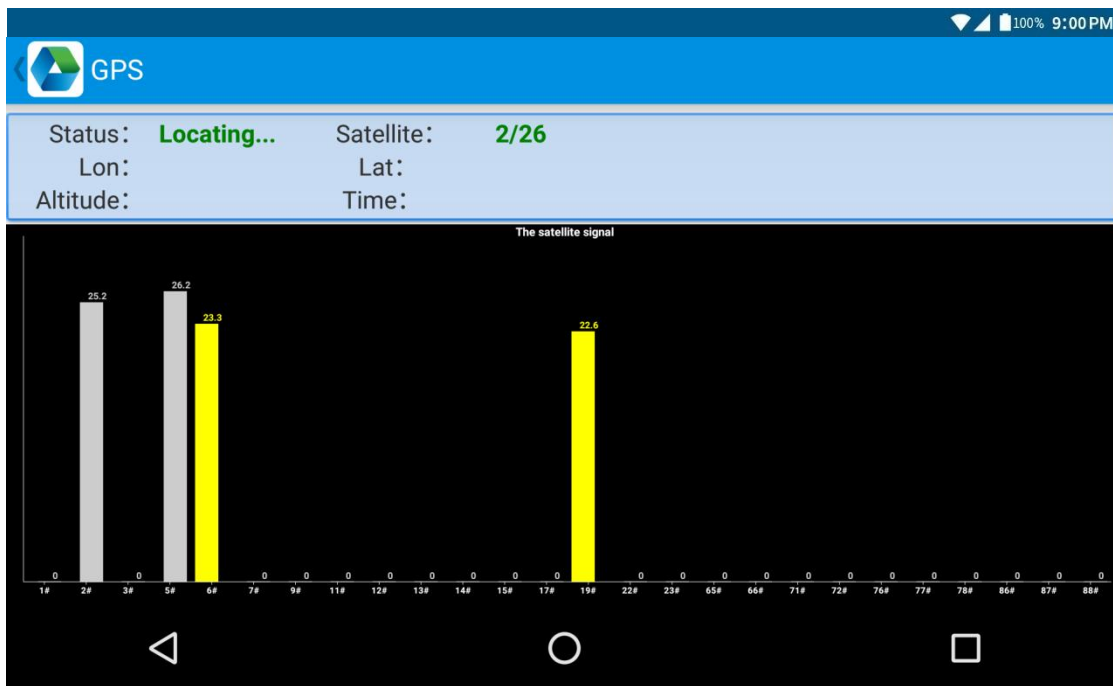 100% 9:00 PM
GPS
Status: Locating... Satellite: 2/26
Lon: Lat:
Altitude: Time:
The satellite signal
26.2
25.2
23.3
22.6
0 0 0 0 0 0 0 0 0 0 0 0 0 0 0 0 0 0 0 0 0 0
1# 2# 3# 5# 6# 7# 9# 11# 12# 13# 14# 15# 17# 19# 22# 23# 65# 66# 71# 72# 76# 77# 78# 86# 87# 88#